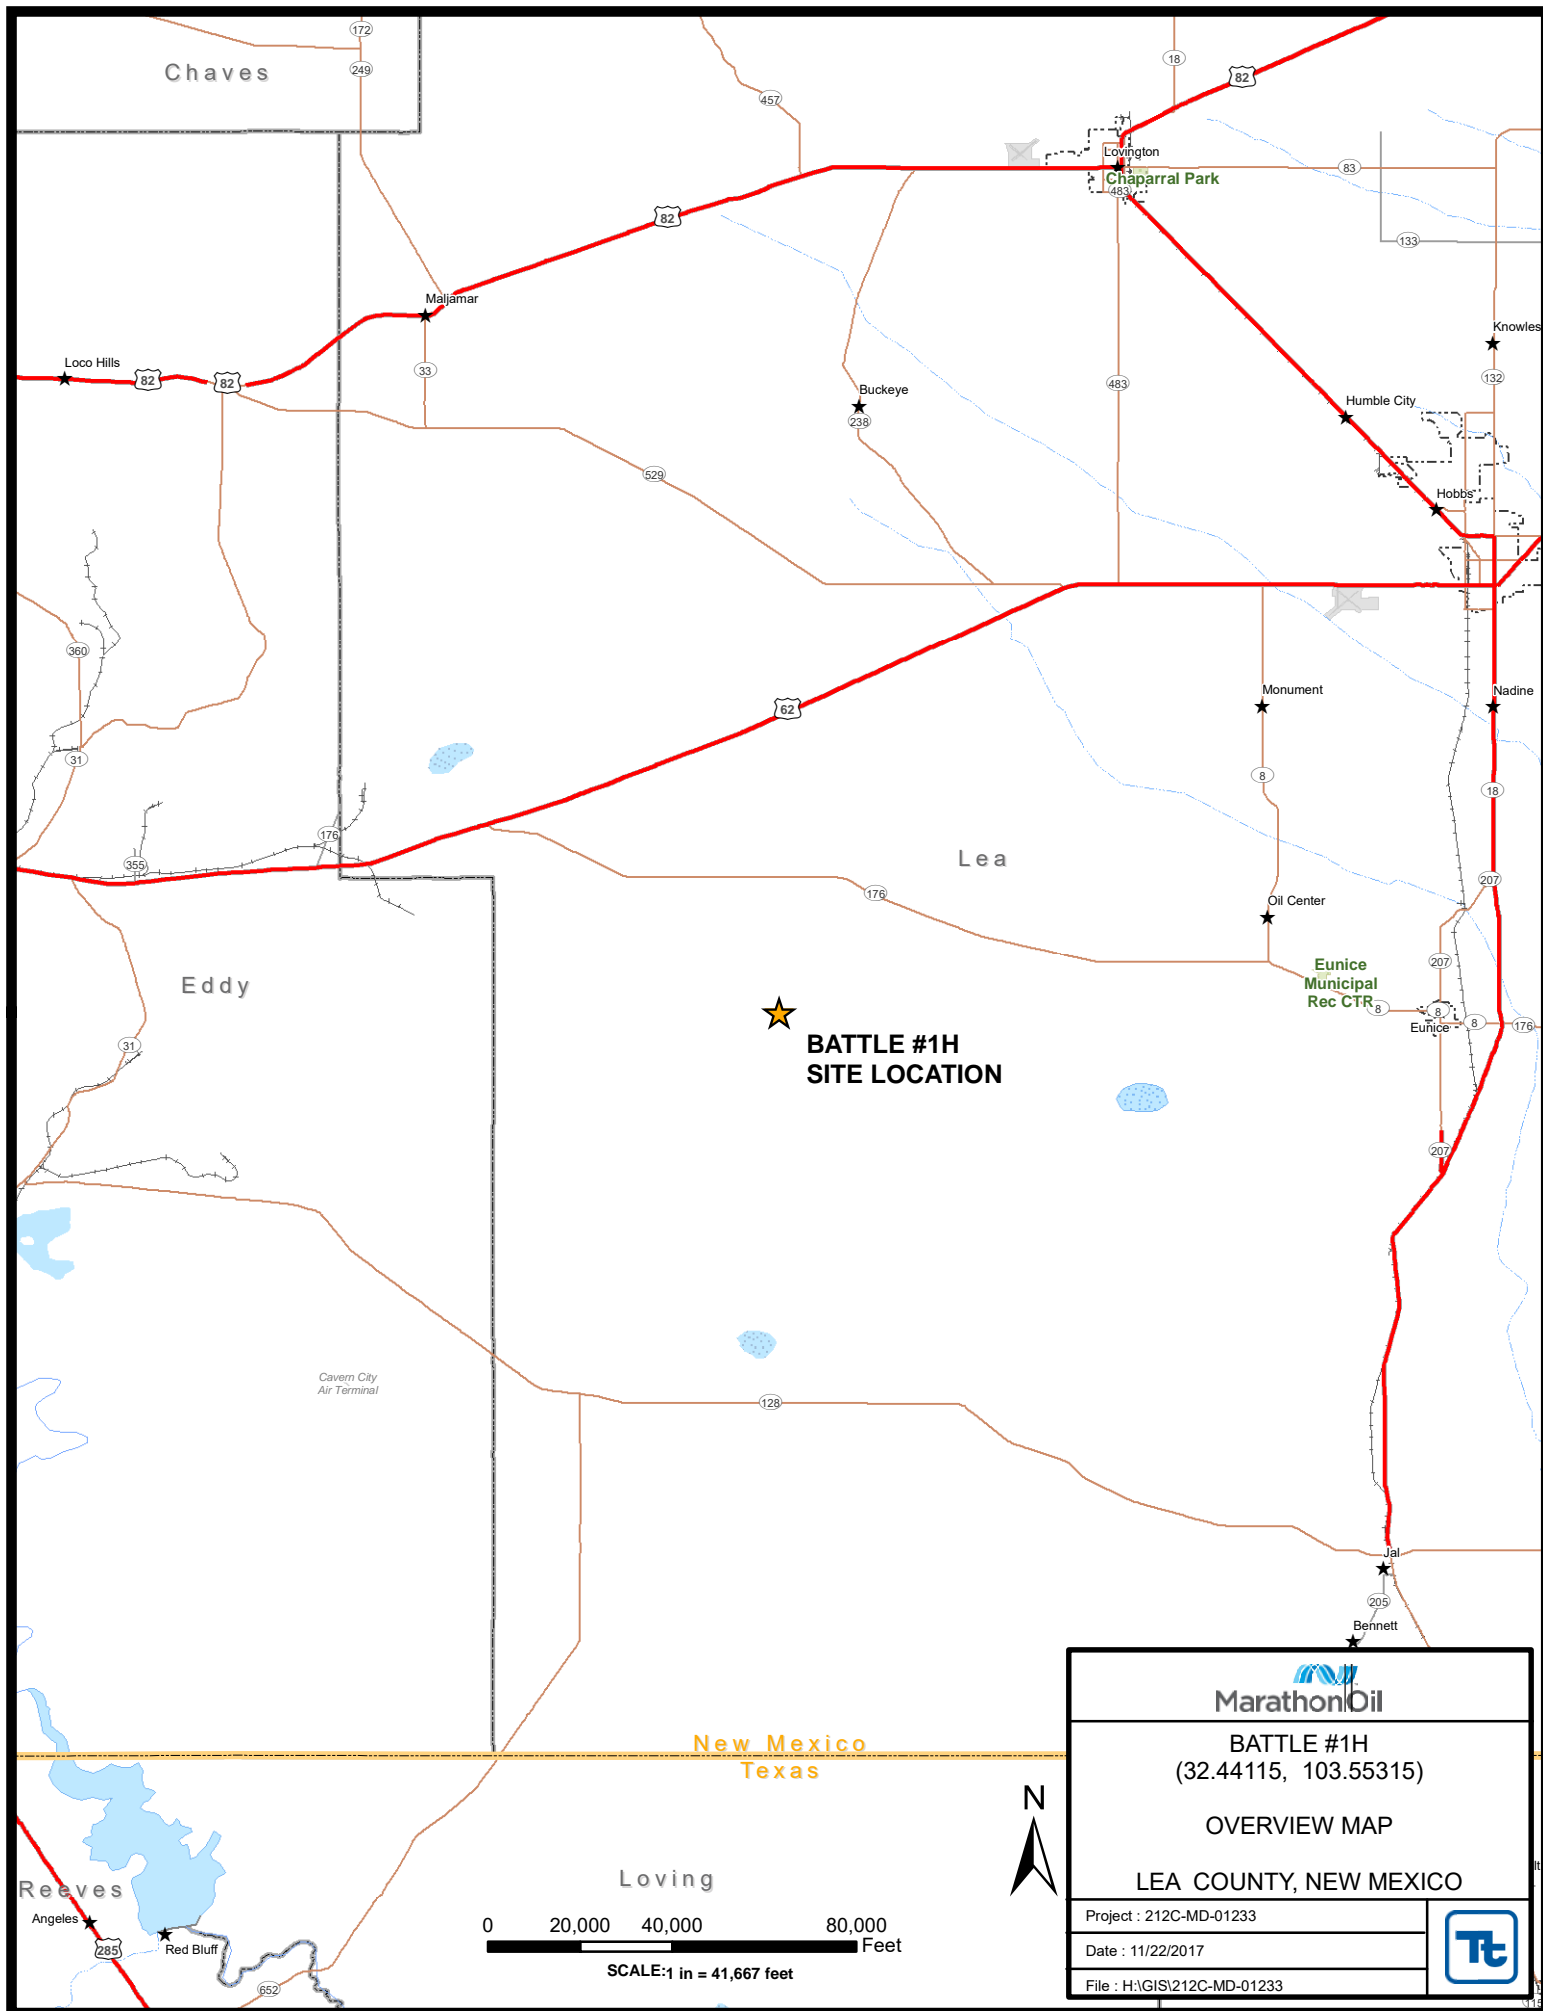 172
Chaves
249
18
82
457
Lovington
83
Chaparral Park
483
82
133
Maljamar
Knowles
Loco Hills
82
82
33
483
132
Buckeye
238
Humble City
529
Hobbs
360
62
Monument
Nadine
31
8
18
176
355
Lea
176
207
Oil Center
Eddy
Eunice
Municipal
Rec CTR
207
8
8
8
176
Eunice
31
BATTLE #1H
SITE LOCATION
207
Cavern City
Air Terminal
128
Jal
205
Bennett
New Mexico
Texas
Reeves
Angeles
285
Red Bluff
652
Loving
N
0 20,000 40,000 80,000
Feet
SCALE:1 in = 41,667 feet
MarathonOil
BATTLE #1H
(32.44115, 103.55315)
OVERVIEW MAP
LEA COUNTY, NEW MEXICO
Project : 212C-MD-01233
Date : 11/22/2017
File : H:\GIS\212C-MD-01233
Tt